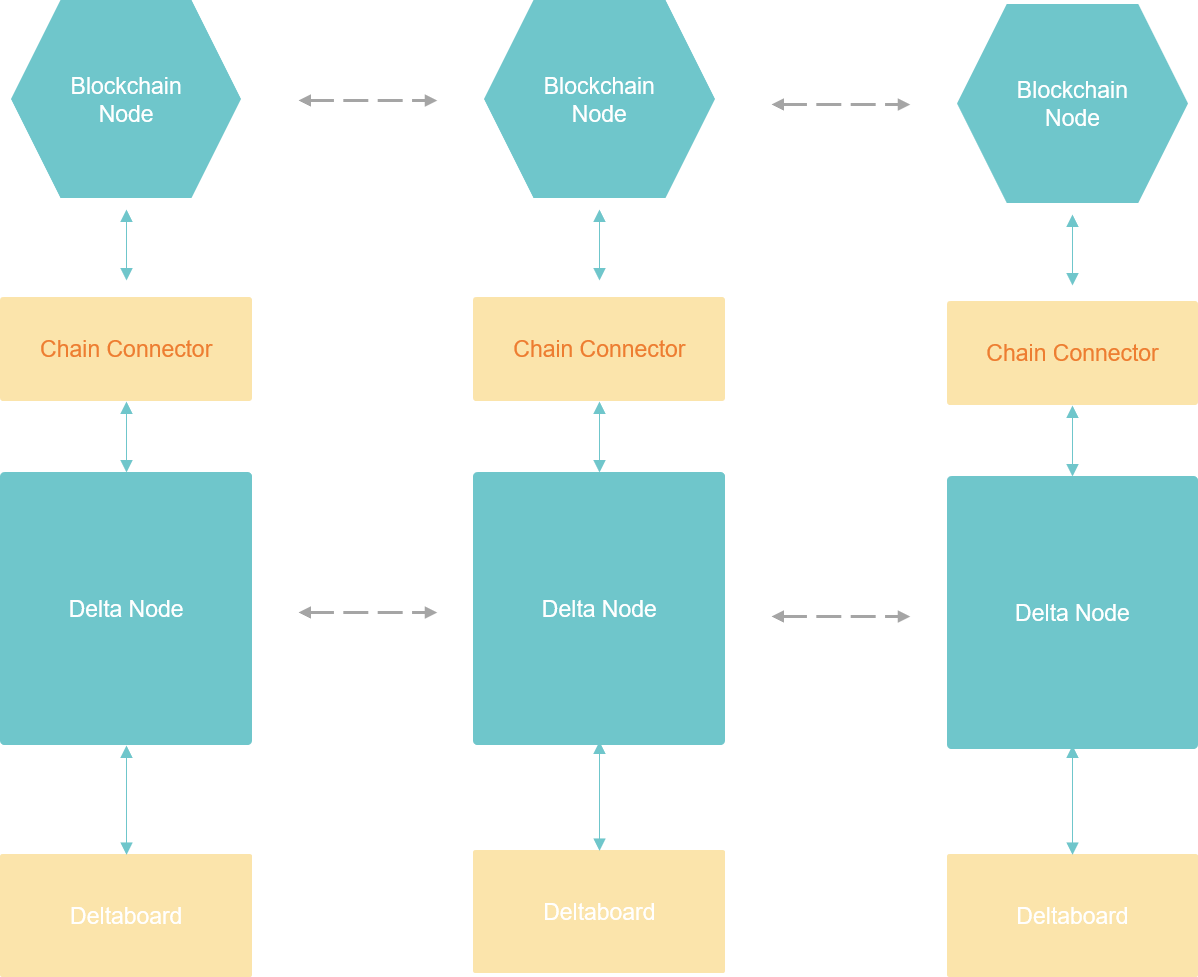 Blockchain
Node
Blockchain
Node
Blockchain
Node
Chain Connector
Chain Connector
Chain Connector
Delta Node
Delta Node
Delta Node
Deltaboard
Deltaboard
Deltaboard